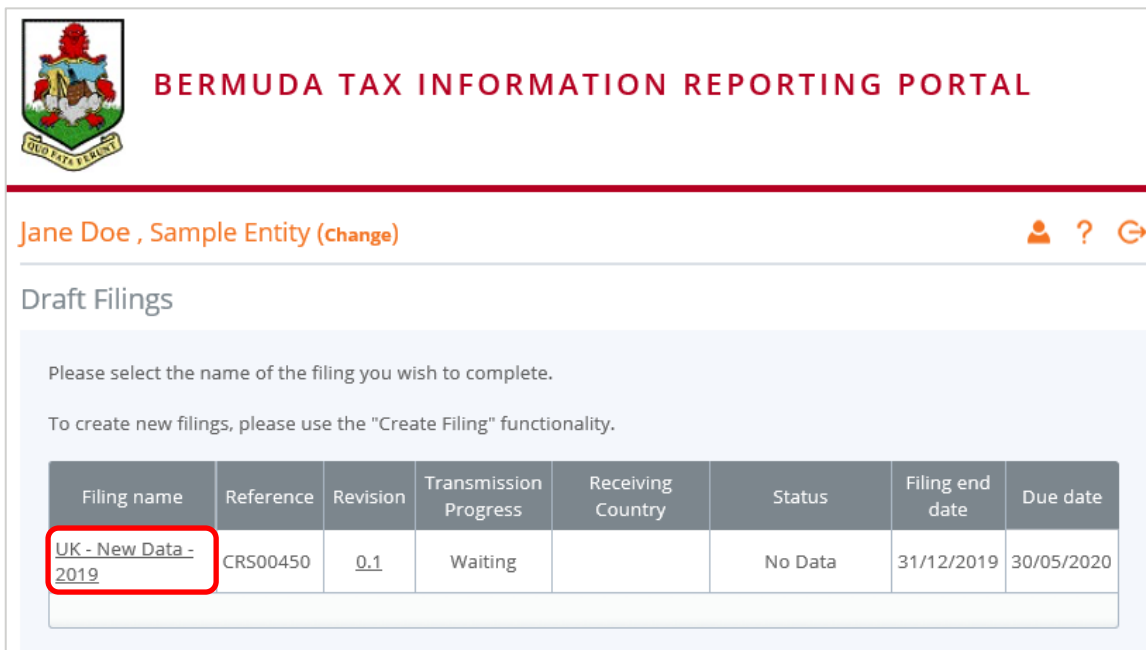 BERMUDA TAX INFORMATION REPORTING PORTAL
QUO FATA FERUNT
Jane Doe , Sample Entity (Change)
?
Draft Filings
Please select the name of the filing you wish to complete.
To create new filings, please use the "Create Filing" functionality.
Filing name Reference Revision Transmission Progress Receiving Country Status Filing end date Due date
UK - New Data - 2019 CRS00450 0.1 Waiting No Data 31/12/2019 30/05/2020